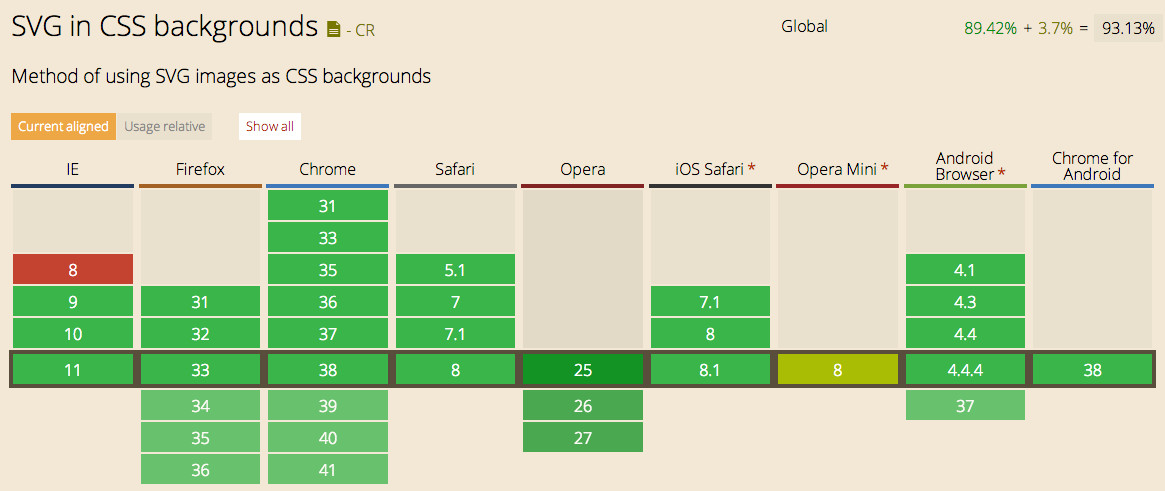 SVG in CSS backgrounds - CR
Global 89.42% + 3.7% = 93.13%
Method of using SVG images as CSS backgrounds
Current aligned Usage relative Show all
IE Firefox Chrome Safari Opera iOS Safari * Opera Mini * Android Browser * Chrome for Android
31
33
8 35 5.1 4.1
9 31 36 7 7.1 4.3
10 32 37 7.1 8 4.4
11 33 38 8 25 8.1 8 4.4.4 38
34 39 26 37
35 40 27
36 41